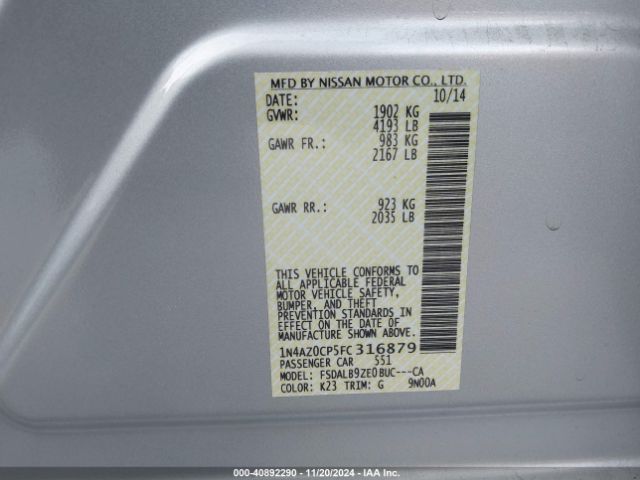 MFD BY NISSAN MOTOR CO., LTD.
DATE: 10/14
GVWR: 1902 KG
4193 LB
GAWR FR.: 983 KG
2167 LB
GAWR RR.: 923 KG
2035 LB
THIS VEHICLE CONFORMS TO
ALL APPLICABLE FEDERAL
MOTOR VEHICLE SAFETY,
BUMPER, AND THEFT
PREVENTION STANDARDS IN
EFFECT ON THE DATE OF
MANUFACTURE SHOWN ABOVE.
1N4AZ0CP5FC316879
PASSENGER CAR 551
MODEL: FSDALB9ZE0BUC---CA
COLOR: K23 TRIM: G 9N00A
000-40892290 - 11/20/2024 - IAAI.com